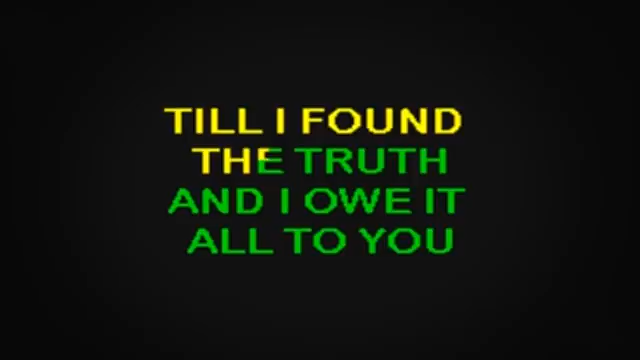 TILL I FOUND
THE TRUTH
AND I OWE IT
ALL TO YOU